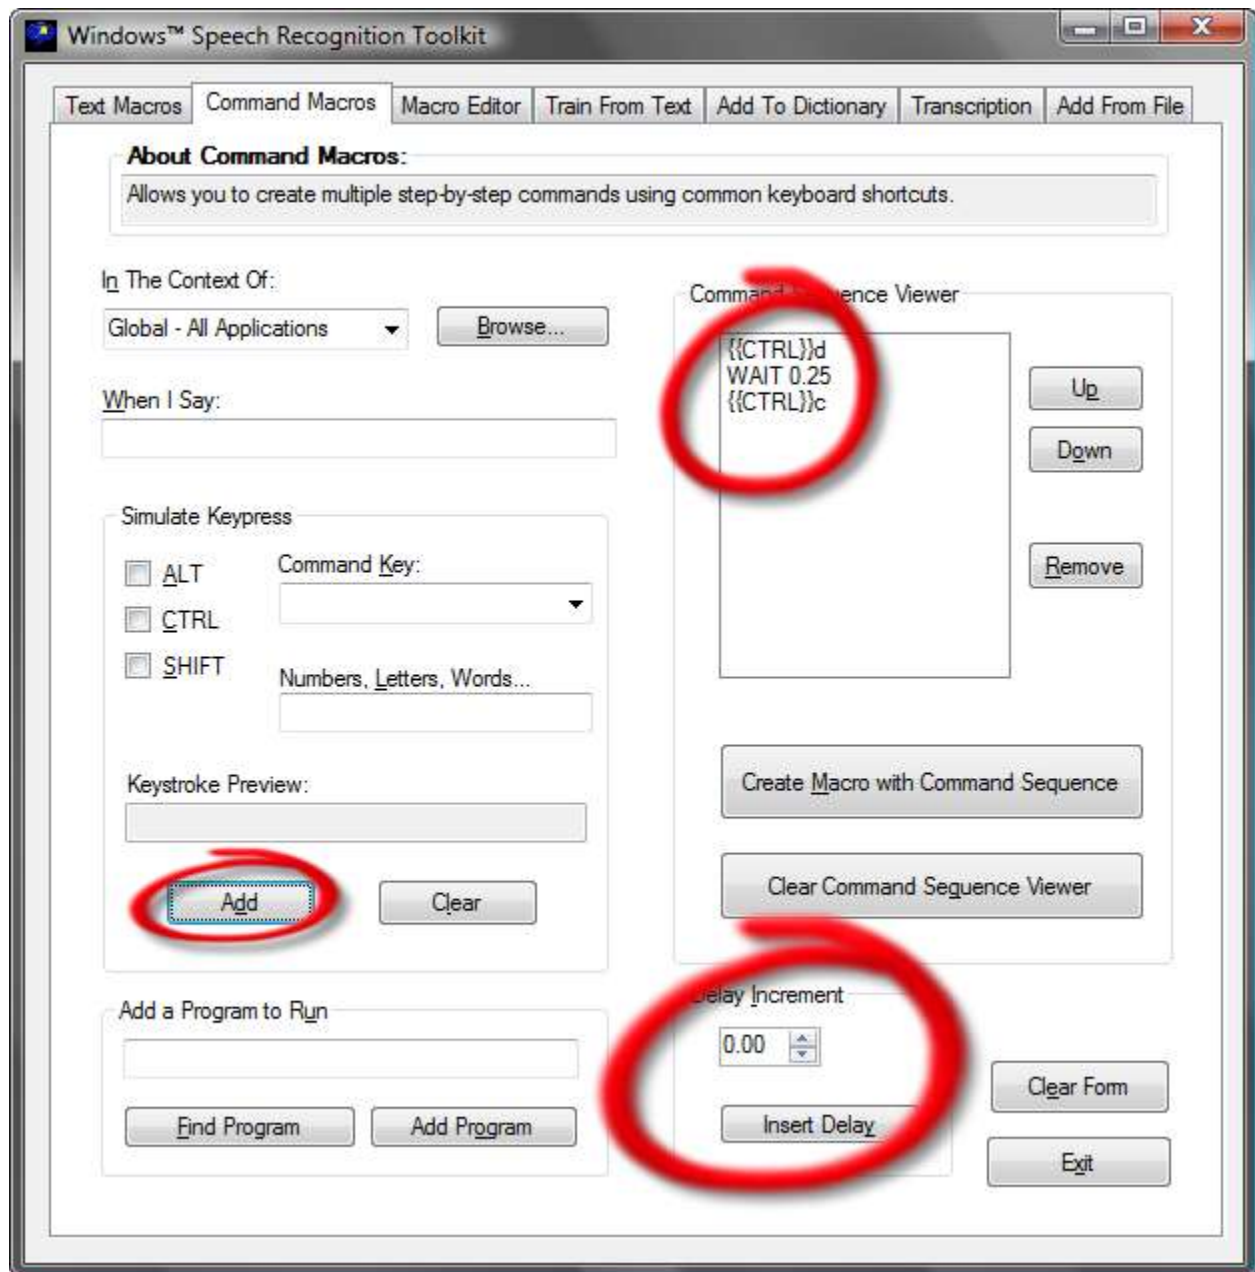 Windows™ Speech Recognition Toolkit
Text Macros Command Macros Macro Editor Train From Text Add To Dictionary Transcription Add From File
About Command Macros:
Allows you to create multiple step-by-step commands using common keyboard shortcuts.
In The Context Of:
Global - All Applications
Browse...
When I Say:
Simulate Keypress
ALT
CTRL
SHIFT
Command Key:
Numbers, Letters, Words...
Keystroke Preview:
Add
Clear
Add a Program to Run
Find Program
Add Program
Command Sequence Viewer
{{CTRL}}d
WAIT 0.25
{{CTRL}}c
Up
Down
Remove
Create Macro with Command Sequence
Clear Command Sequence Viewer
Delay Increment
0.00
Insert Delay
Clear Form
Exit